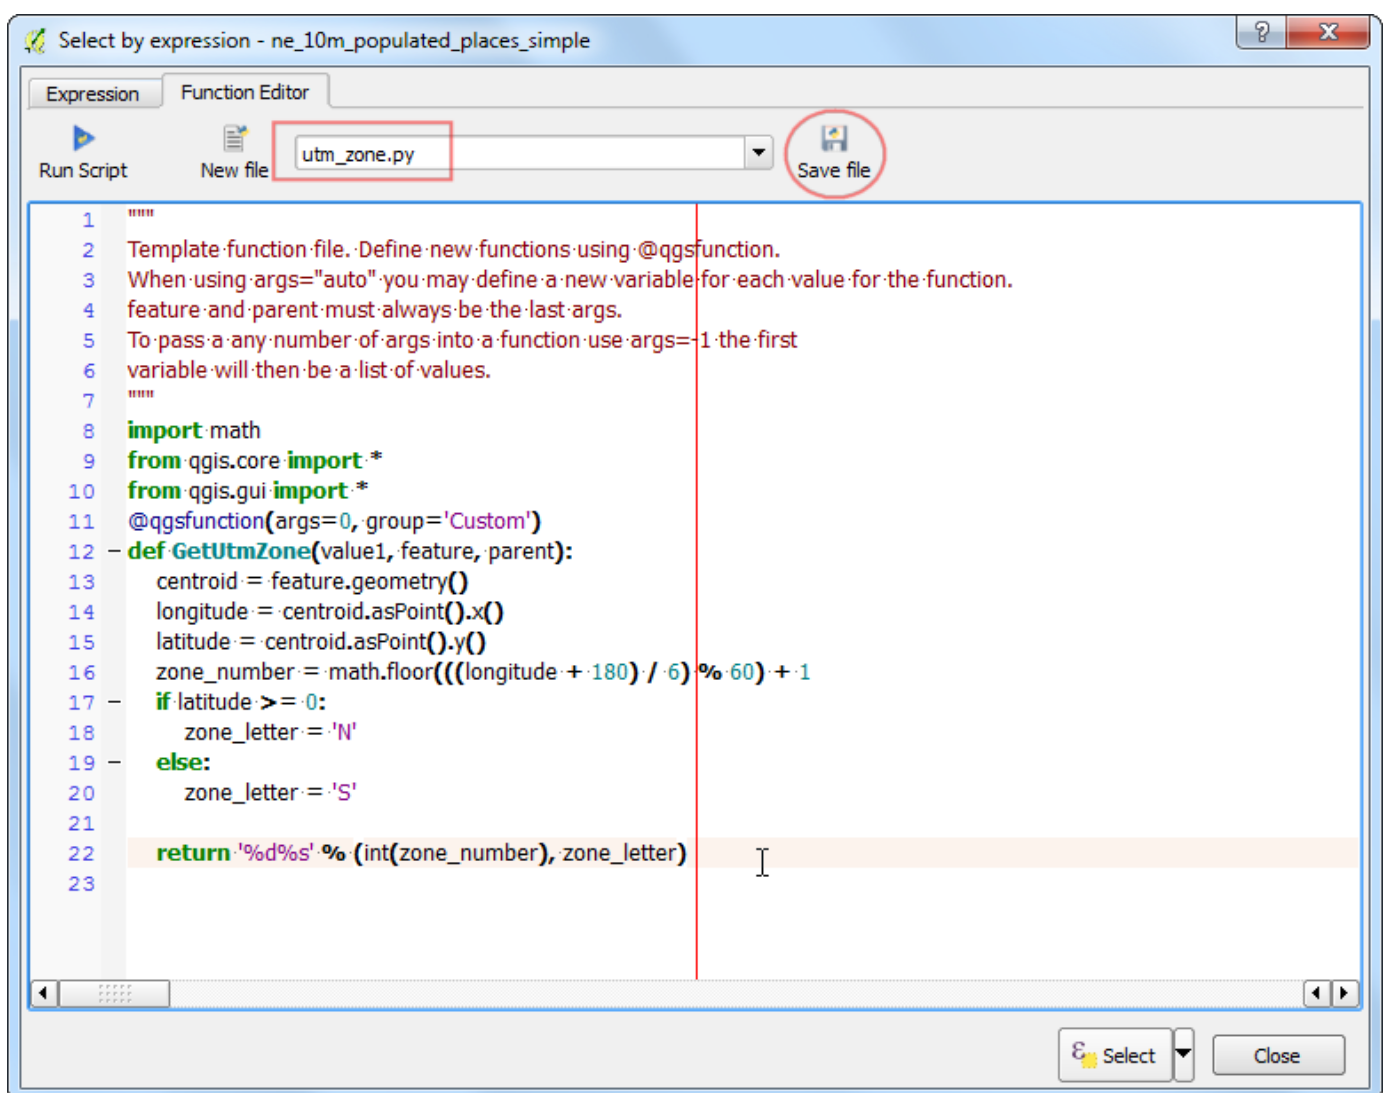 Select by expression - ne_10m_populated_places_simple
Expression
Function Editor
Run Script
New file
utm_zone.py
Save file
1 """
2 Template function file. Define new functions using @qgsfunction.
3 When using args="auto" you may define a new variable for each value for the function.
4 feature and parent must always be the last args.
5 To pass a any number of args into a function use args=-1 the first
6 variable will then be a list of values.
7 """
8 import math
9 from qgis.core import *
10 from qgis.gui import *
11 @qgsfunction(args=0, group='Custom')
12 def GetUtmZone(value1, feature, parent):
13     centroid = feature.geometry()
14     longitude = centroid.asPoint().x()
15     latitude = centroid.asPoint().y()
16     zone_number = math.floor(((longitude + 180) / 6) % 60) + 1
17     if latitude >= 0:
18         zone_letter = 'N'
19     else:
20         zone_letter = 'S'
21
22     return '%d%s' % (int(zone_number), zone_letter)
23
ε Select
Close